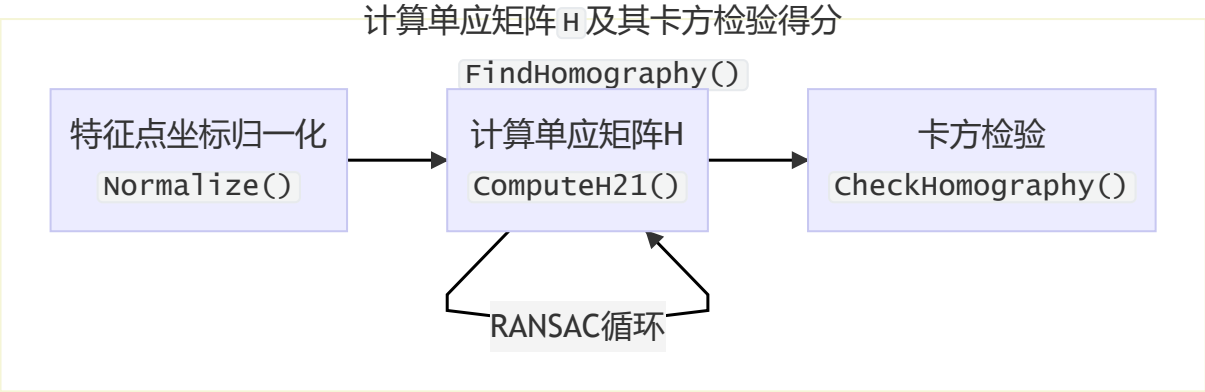 计算单应矩阵H及其卡方检验得分
FindHomography()
特征点坐标归一化
Normalize()
计算单应矩阵H
ComputeH21()
卡方检验
CheckHomography()
RANSAC循环